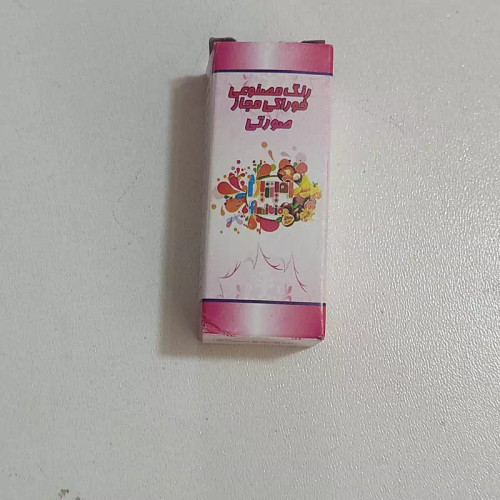 رنگ مصنوعی
خوراکی مجاز
صورتی